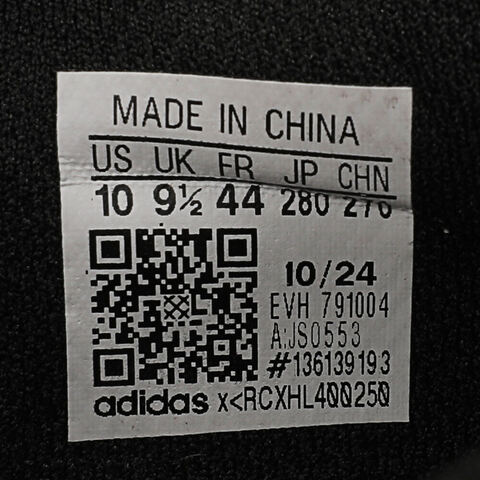 MADE IN CHINA
US UK FR JP CHN
10 9½ 44 280 270
10/24
EVH 791004
A:JS0553
#136139193
adidas x<RCXHL400250